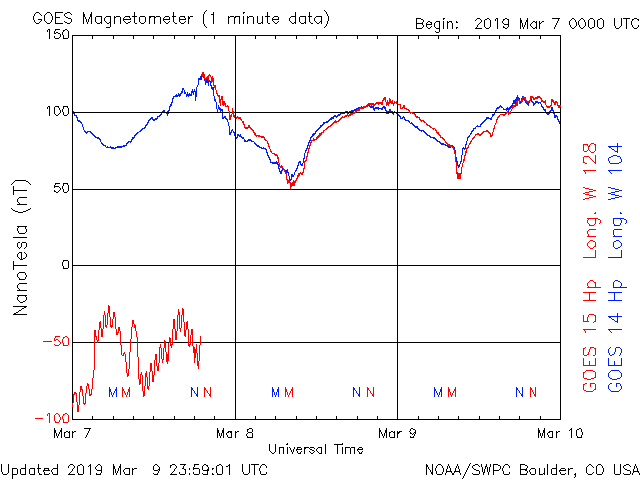 GOES Magnetometer (1 minute data)
Begin: 2019 Mar 7 0000 UTC
150
100
50
0
-50
-100
NanoTesla (nT)
M M N N M M N N M M N N
Mar 7 Mar 8 Mar 9 Mar 10
Universal Time
GOES 15 Hp Long. W 128
GOES 14 Hp Long. W 104
Updated 2019 Mar 9 23:59:01 UTC
NOAA/SWPC Boulder, CO USA